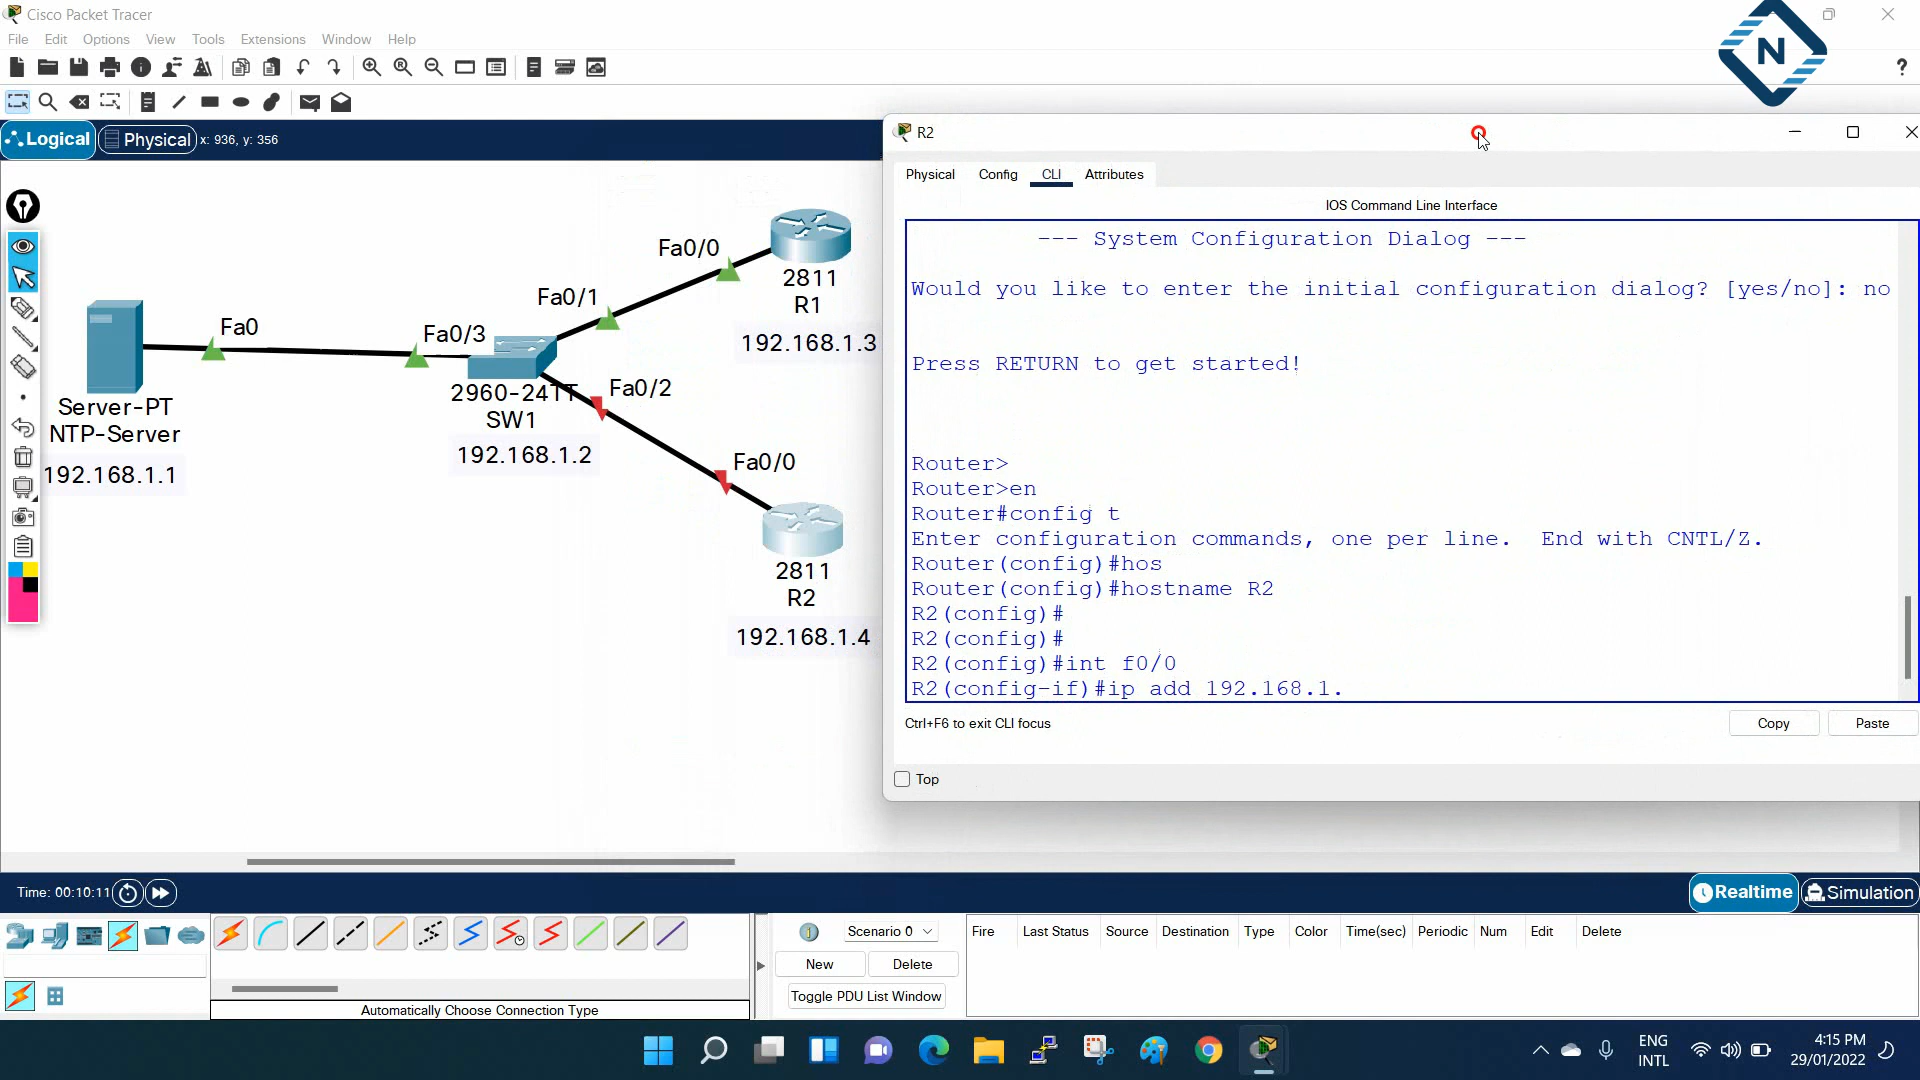 Cisco Packet Tracer
File Edit Options View Tools Extensions Window Help
N
?
Logical Physical x: 936, y: 356
R2
Physical Config CLI Attributes
IOS Command Line Interface
--- System Configuration Dialog ---
Would you like to enter the initial configuration dialog? [yes/no]: no
Press RETURN to get started!
Router>
Router>en
Router#config t
Enter configuration commands, one per line. End with CNTL/Z.
Router(config)#hos
Router(config)#hostname R2
R2(config)#
R2(config)#
R2(config)#int f0/0
R2(config-if)#ip add 192.168.1.
Ctrl+F6 to exit CLI focus
Copy Paste
Top
Fa0/0
2811
R1
192.168.1.3
Fa0/1
Fa0
Fa0/3
Server-PT
NTP-Server
192.168.1.1
2960-24TT
SW1
192.168.1.2
Fa0/2
Fa0/0
2811
R2
192.168.1.4
Time: 00:10:11
Realtime Simulation
Scenario 0
New Delete
Toggle PDU List Window
Fire Last Status Source Destination Type Color Time(sec) Periodic Num Edit Delete
Automatically Choose Connection Type
ENG
INTL
4:15 PM
29/01/2022